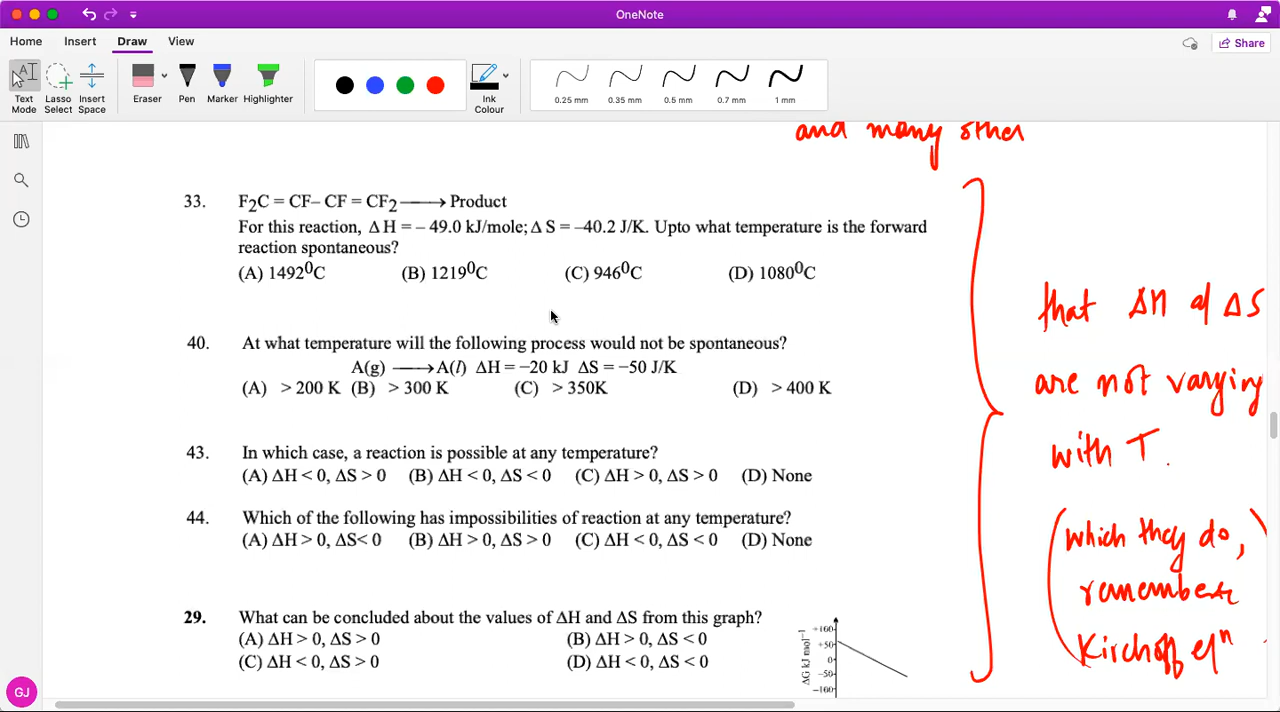 OneNote
Home Insert Draw View
Share
Text Mode
Lasso Select
Insert Space
Eraser
Pen
Marker
Highlighter
Ink Colour
0.25 mm 0.35 mm 0.5 mm 0.7 mm 1 mm
and many other
33. F₂C = CF– CF = CF₂ ⟶ Product
For this reaction, ΔH = – 49.0 kJ/mole; ΔS = –40.2 J/K. Upto what temperature is the forward
reaction spontaneous?
(A) 1492⁰C (B) 1219⁰C (C) 946⁰C (D) 1080⁰C
40. At what temperature will the following process would not be spontaneous?
A(g) ⟶ A(l) ΔH = −20 kJ ΔS = −50 J/K
(A) > 200 K (B) > 300 K (C) > 350K (D) > 400 K
43. In which case, a reaction is possible at any temperature?
(A) ΔH < 0, ΔS > 0 (B) ΔH < 0, ΔS < 0 (C) ΔH > 0, ΔS > 0 (D) None
44. Which of the following has impossibilities of reaction at any temperature?
(A) ΔH > 0, ΔS< 0 (B) ΔH > 0, ΔS > 0 (C) ΔH < 0, ΔS < 0 (D) None
29. What can be concluded about the values of ΔH and ΔS from this graph?
(A) ΔH > 0, ΔS > 0 (B) ΔH > 0, ΔS < 0
(C) ΔH < 0, ΔS > 0 (D) ΔH < 0, ΔS < 0
ΔG kJ mol⁻¹
+160
+50
0
−50
−160
that ΔH & ΔS
are not varying
with T.
(which they do,
remember
Kirchoff eqⁿ
GJ